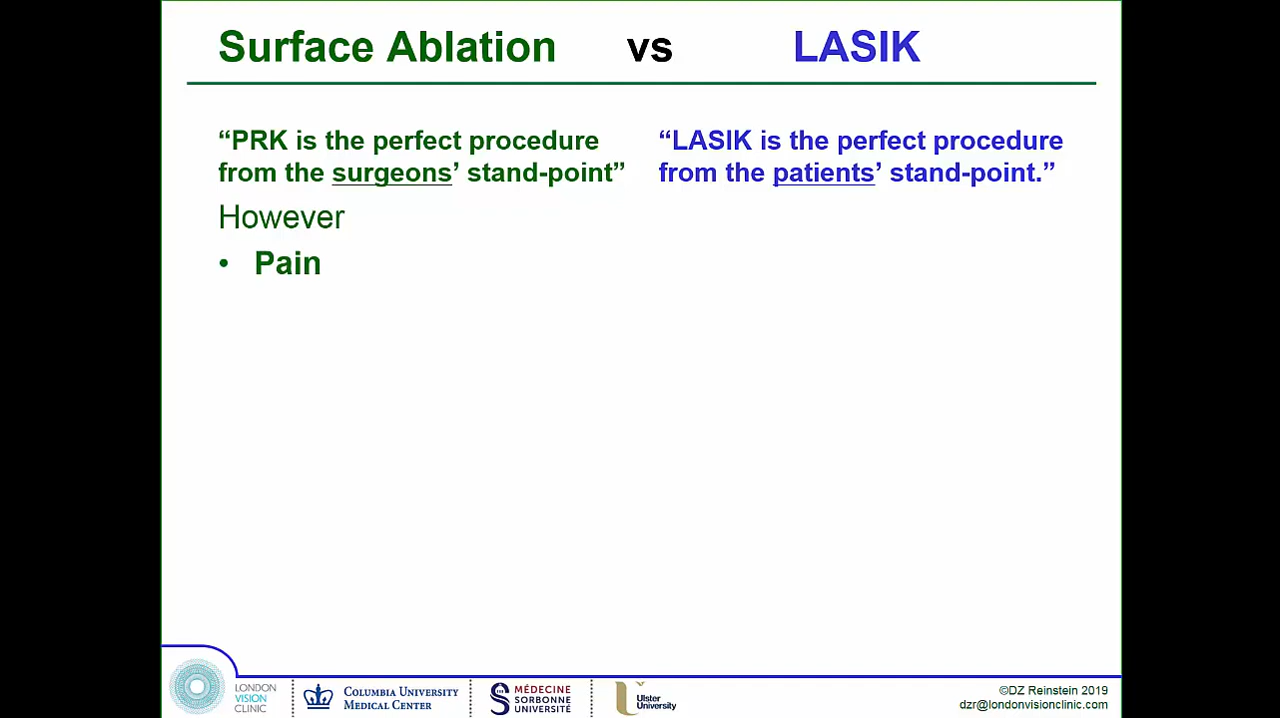 Surface Ablation vs LASIK
“PRK is the perfect procedure
from the surgeons’ stand-point”
“LASIK is the perfect procedure
from the patients’ stand-point.”
However
• Pain
LONDON
VISION
CLINIC
COLUMBIA UNIVERSITY
MEDICAL CENTER
MÉDECINE
SORBONNE
UNIVERSITÉ
Ulster
University
©DZ Reinstein 2019
dzr@londonvisionclinic.com